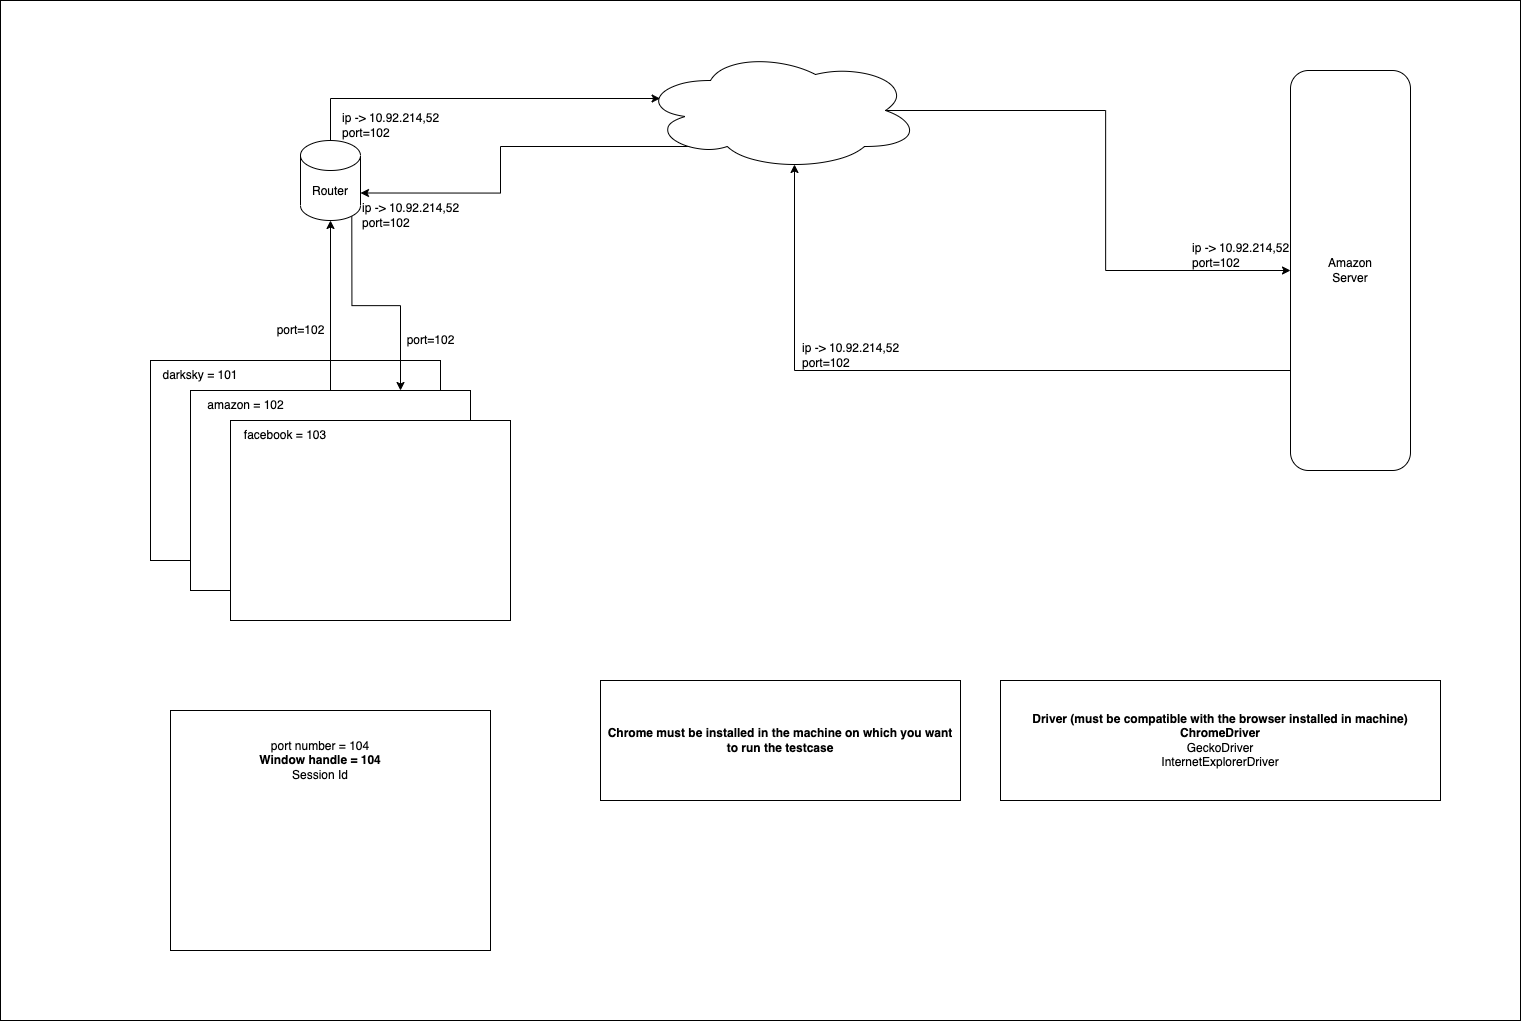 ip -> 10.92.214,52
port=102
Router
ip -> 10.92.214,52
port=102
ip -> 10.92.214,52
port=102
Amazon
Server
port=102
port=102
ip -> 10.92.214,52
port=102
darksky = 101
amazon = 102
facebook = 103
port number = 104
Window handle = 104
Session Id
Chrome must be installed in the machine on which you want
to run the testcase
Driver (must be compatible with the browser installed in machine)
ChromeDriver
GeckoDriver
InternetExplorerDriver